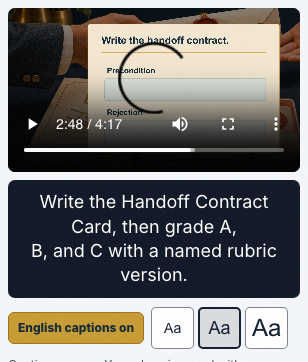 Write the handoff contract.
Precondition
Rejection
2:48 / 4:17
Write the Handoff Contract
Card, then grade A,
B, and C with a named rubric
version.
English captions on
Aa
Aa
Aa